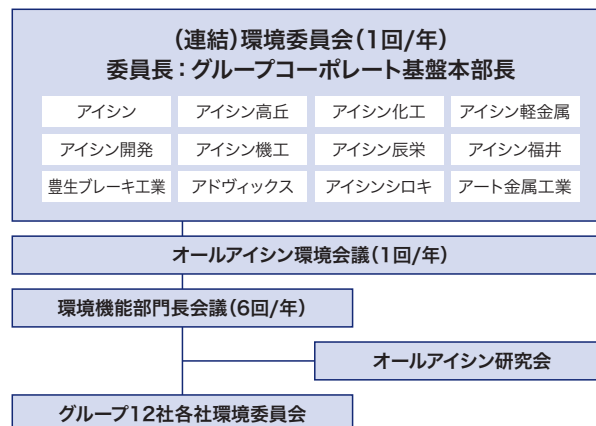 (連結)環境委員会(1回/年)
委員長:グループコーポレート基盤本部長
アイシン アイシン高丘 アイシン化工 アイシン軽金属
アイシン開発 アイシン機工 アイシン辰栄 アイシン福井
豊生ブレーキ工業 アドヴィックス アイシンシロキ アート金属工業
オールアイシン環境会議(1回/年)
環境機能部門長会議(6回/年)
オールアイシン研究会
グループ12社各社環境委員会